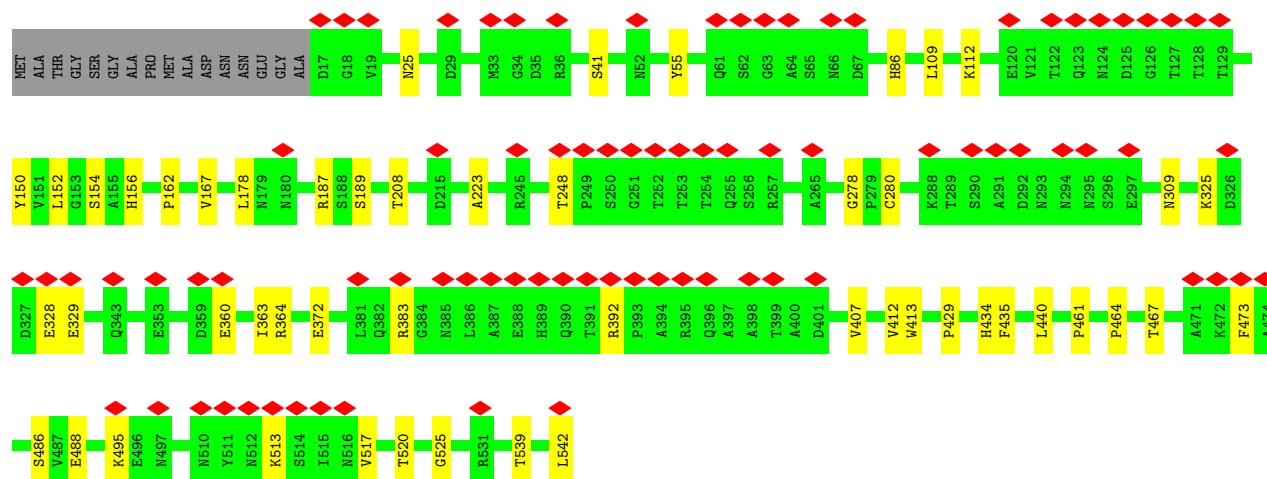 MET ALA THR GLY SER GLY ALA PRO MET ALA ASP ASN ASN GLU GLY ALA D17 G18 V19 N25 D29 M33 G34 D35 R36 S41 N52 Y55 Q61 S62 G63 A64 S65 N66 D67 H86 L109 K112 E120 V121 T122 Q123 N124 D125 G126 T127 T128 T129
Y150 V151 L152 G153 S154 A155 H156 P162 V167 L178 N179 N180 R187 S188 S189 T208 D215 A223 R245 T248 P249 S250 G251 T252 T253 T254 Q255 S256 R257 A265 G278 P279 C280 K288 T289 S290 A291 D292 N293 N294 N295 S296 E297 N309 K325 D326
D327 E328 E329 Q343 E353 D359 E360 I363 R364 E372 L381 Q382 R383 G384 N385 L386 A387 E388 H389 Q390 T391 R392 P393 A394 R395 Q396 A397 A398 T399 A400 D401 V407 V412 W413 P429 H434 F435 L440 P461 P464 T467 A471 K472 F473 A474
S486 V487 E488 K495 E496 N497 N510 Y511 N512 K513 S514 I515 N516 V517 T520 G525 R531 T539 L542